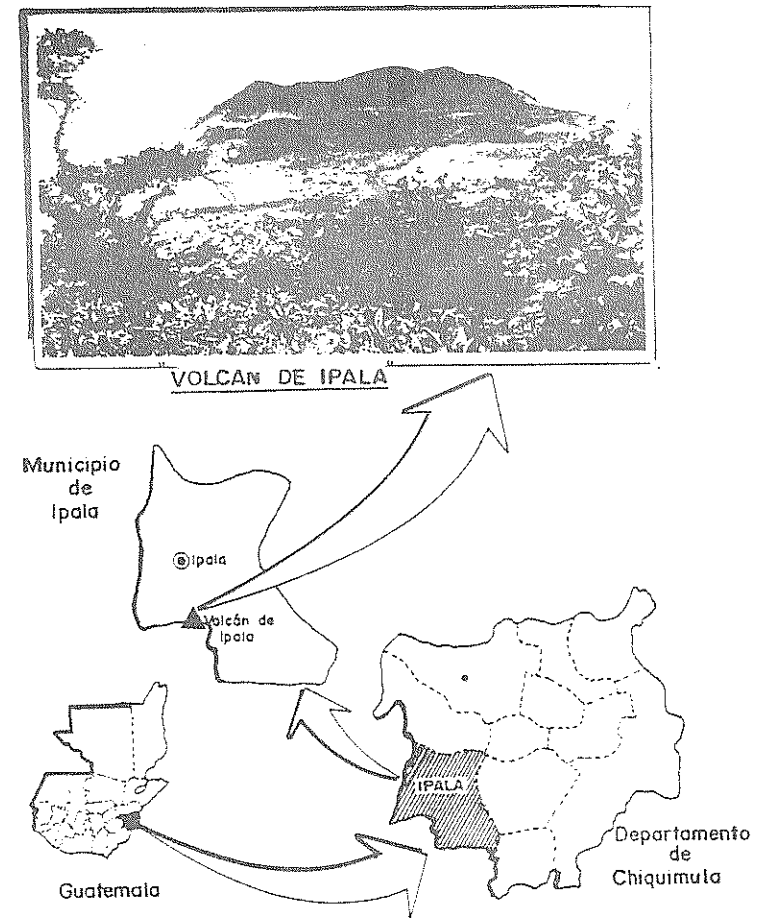 VOLCAN DE IPALA
Municipio
de
Ipala
Ipala
Volcán de
Ipala
IPALA
Departamento
de
Chiquimula
Guatemala